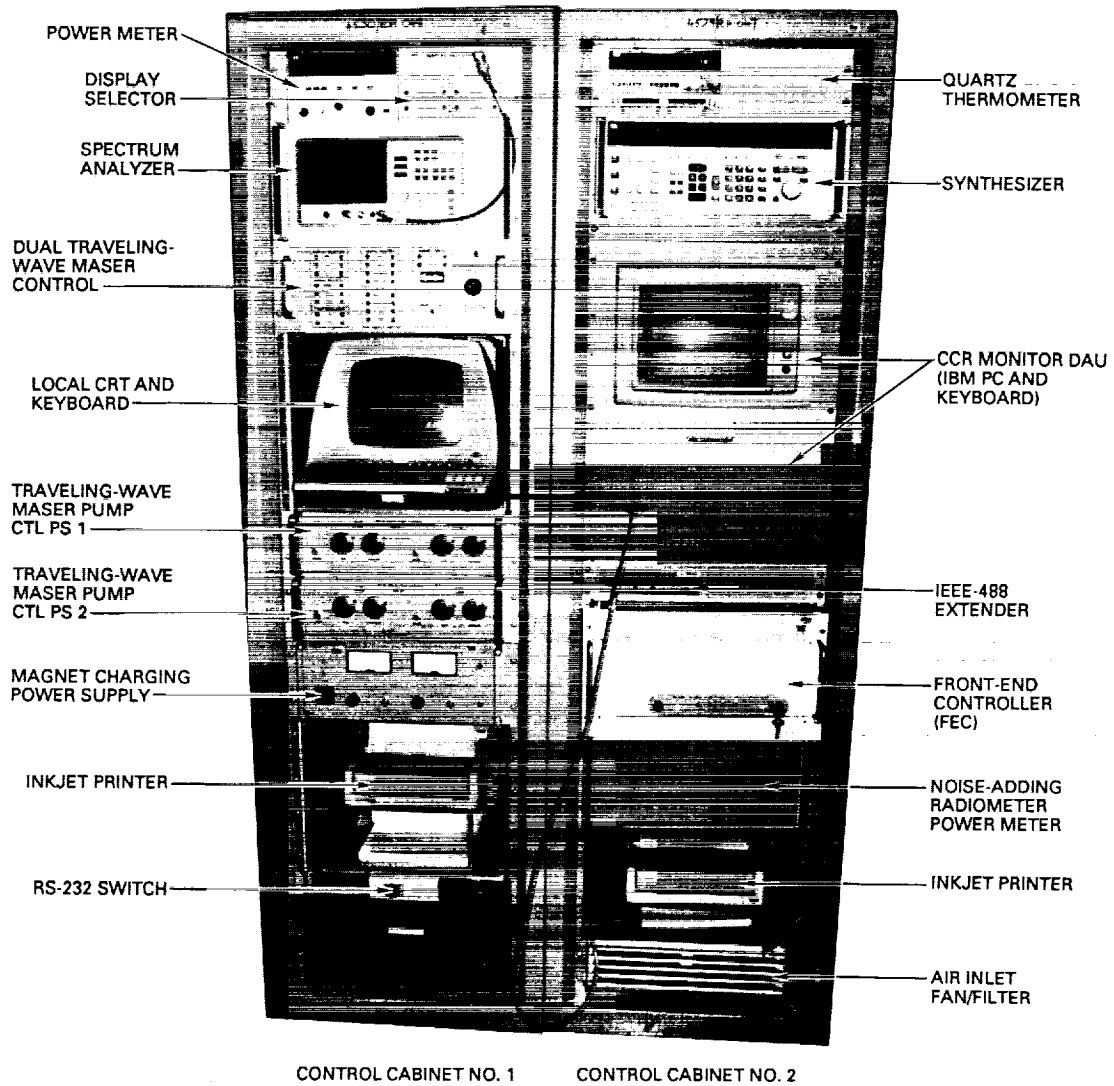 POWER METER
DISPLAY
SELECTOR
SPECTRUM
ANALYZER
DUAL TRAVELING-
WAVE MASER
CONTROL
LOCAL CRT AND
KEYBOARD
TRAVELING-WAVE
MASER PUMP
CTL PS 1
TRAVELING-WAVE
MASER PUMP
CTL PS 2
MAGNET CHARGING
POWER SUPPLY
INKJET PRINTER
RS-232 SWITCH
QUARTZ
THERMOMETER
SYNTHESIZER
CCR MONITOR DAU
(IBM PC AND
KEYBOARD)
IEEE-488
EXTENDER
FRONT-END
CONTROLLER
(FEC)
NOISE-ADDING
RADIOMETER
POWER METER
INKJET PRINTER
AIR INLET
FAN/FILTER
CONTROL CABINET NO. 1
CONTROL CABINET NO. 2